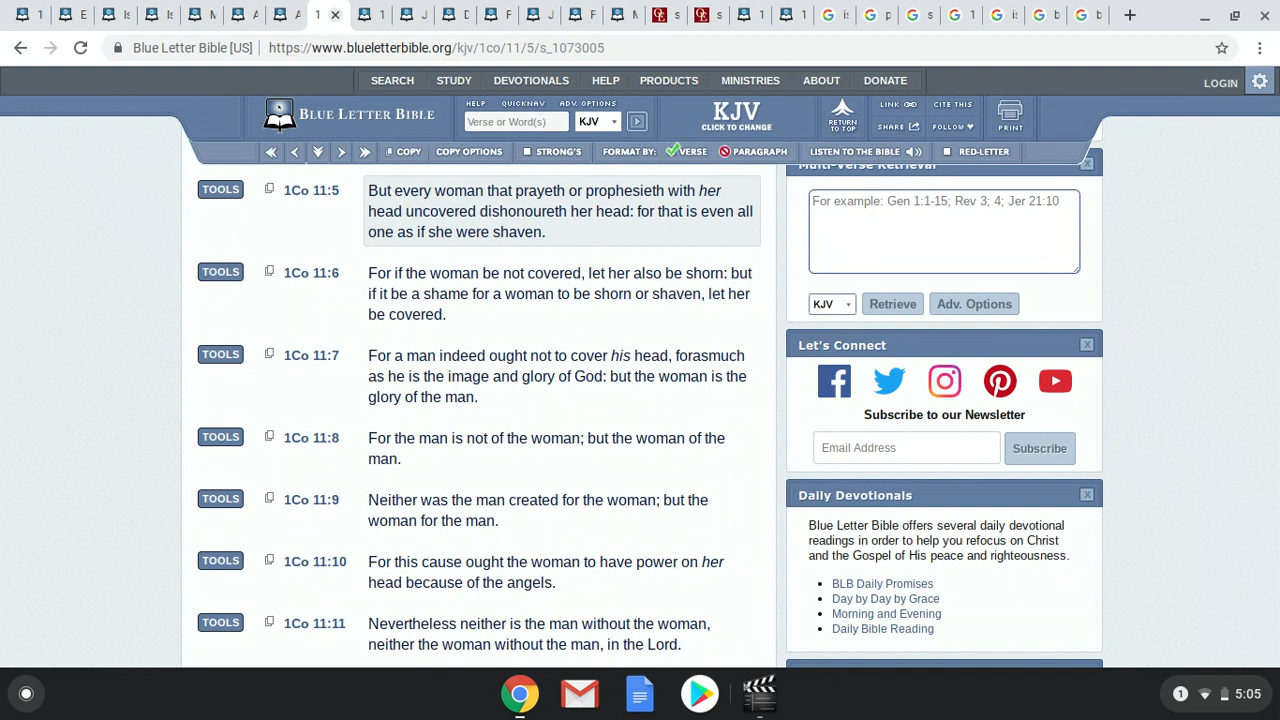 1
E
Is
Is
M
A
A
1
1
J
D
F
J
F
M
s
s
1
1
is
p
s
1
is
b
b
Blue Letter Bible [US]
https://www.blueletterbible.org/kjv/1co/11/5/s_1073005
SEARCH STUDY DEVOTIONALS HELP PRODUCTS MINISTRIES ABOUT DONATE
LOGIN
BLUE LETTER BIBLE
HELP QUICKNAV ADV. OPTIONS
Verse or Word(s)
KJV
KJV
CLICK TO CHANGE
RETURN
TO TOP
LINK
CITE THIS
SHARE
FOLLOW
PRINT
COPY COPY OPTIONS STRONG'S FORMAT BY: VERSE PARAGRAPH LISTEN TO THE BIBLE RED-LETTER
TOOLS
1Co 11:5
But every woman that prayeth or prophesieth with her
head uncovered dishonoureth her head: for that is even all
one as if she were shaven.
TOOLS
1Co 11:6
For if the woman be not covered, let her also be shorn: but
if it be a shame for a woman to be shorn or shaven, let her
be covered.
TOOLS
1Co 11:7
For a man indeed ought not to cover his head, forasmuch
as he is the image and glory of God: but the woman is the
glory of the man.
TOOLS
1Co 11:8
For the man is not of the woman; but the woman of the
man.
TOOLS
1Co 11:9
Neither was the man created for the woman; but the
woman for the man.
TOOLS
1Co 11:10
For this cause ought the woman to have power on her
head because of the angels.
TOOLS
1Co 11:11
Nevertheless neither is the man without the woman,
neither the woman without the man, in the Lord.
Multi-Verse Retrieval
For example: Gen 1:1-15; Rev 3; 4; Jer 21:10
KJV
Retrieve
Adv. Options
Let's Connect
Subscribe to our Newsletter
Email Address
Subscribe
Daily Devotionals
Blue Letter Bible offers several daily devotional
readings in order to help you refocus on Christ
and the Gospel of His peace and righteousness.
BLB Daily Promises
Day by Day by Grace
Morning and Evening
Daily Bible Reading
1
5:05